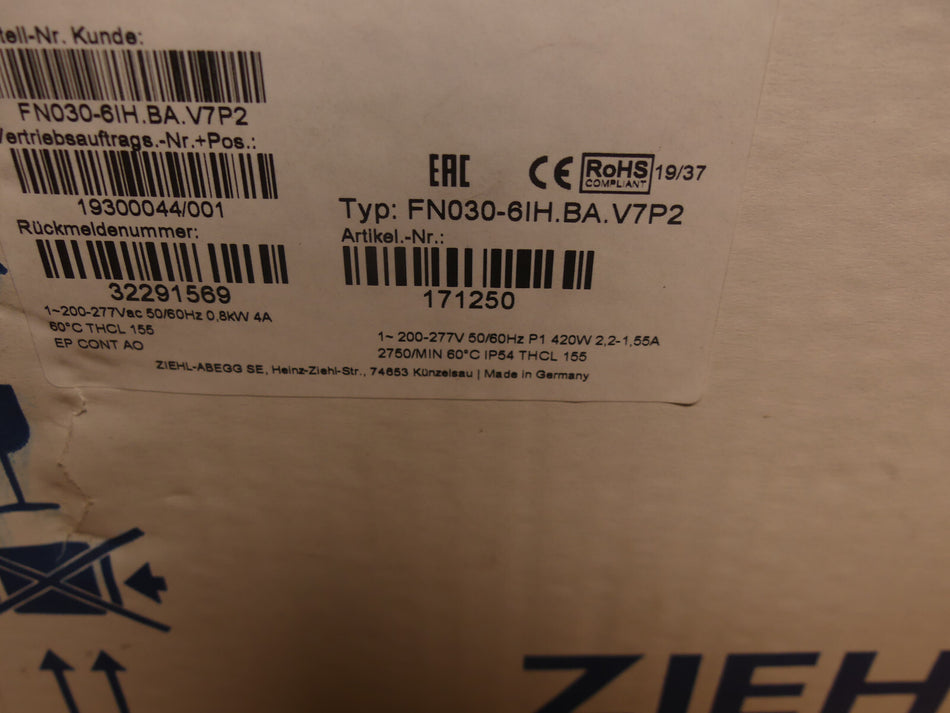 teil-Nr. Kunde:
FN030-6IH.BA.V7P2
Vertriebsauftrags.-Nr.+Pos.:
19300044/001
Rückmeldenummer:
32291569
1~200-277Vac 50/60Hz 0,8kW 4A
60°C THCL 155
EP CONT AO
EAC CE RoHS COMPLIANT 19/37
Typ: FN030-6IH.BA.V7P2
Artikel.-Nr.:
171250
1~ 200-277V 50/60Hz P1 420W 2,2-1,55A
2750/MIN 60°C IP54 THCL 155
ZIEHL-ABEGG SE, Heinz-Ziehl-Str., 74653 Künzelsau | Made in Germany
ZIEH